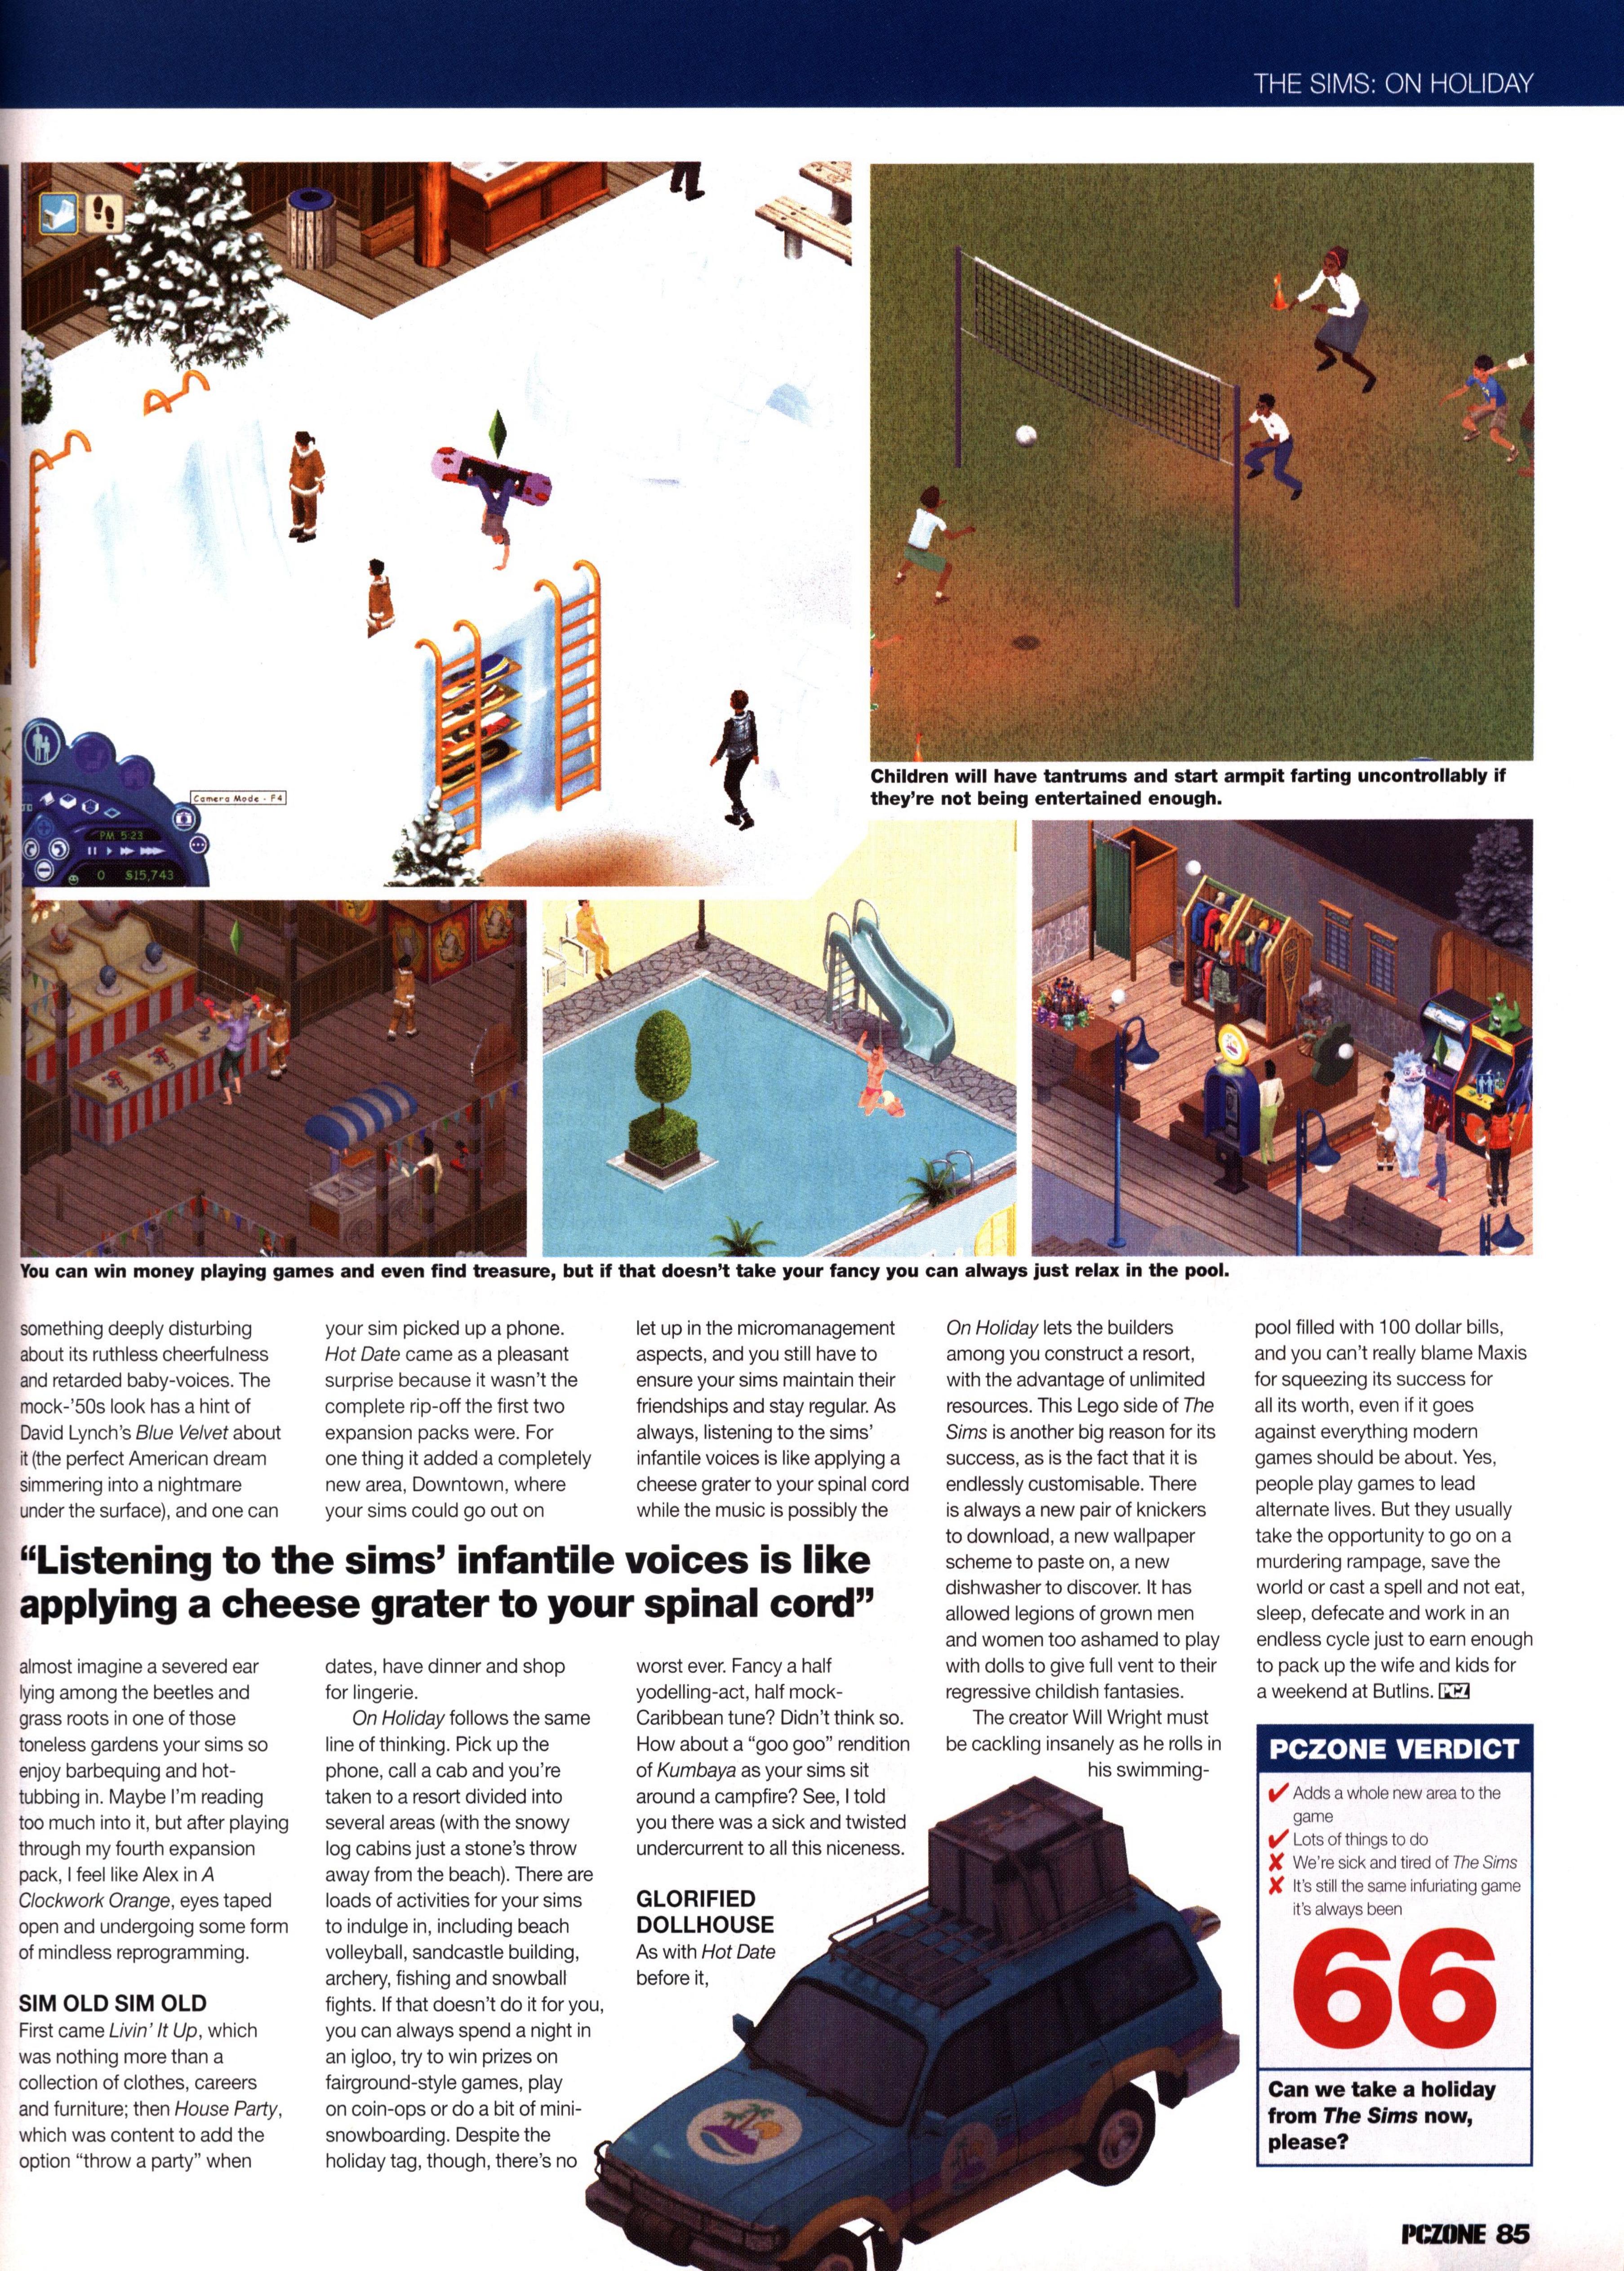 THE SIMS: ON HOLIDAY
Camera Mode - F4
PM 5:23
0 $15,743
Children will have tantrums and start armpit farting uncontrollably if
they're not being entertained enough.
You can win money playing games and even find treasure, but if that doesn't take your fancy you can always just relax in the pool.
something deeply disturbing
about its ruthless cheerfulness
and retarded baby-voices. The
mock-'50s look has a hint of
David Lynch's Blue Velvet about
it (the perfect American dream
simmering into a nightmare
under the surface), and one can
"Listening to the sims' infantile voices is like
applying a cheese grater to your spinal cord"
almost imagine a severed ear
lying among the beetles and
grass roots in one of those
toneless gardens your sims so
enjoy barbequing and hot-
tubbing in. Maybe I'm reading
too much into it, but after playing
through my fourth expansion
pack, I feel like Alex in A
Clockwork Orange, eyes taped
open and undergoing some form
of mindless reprogramming.
SIM OLD SIM OLD
First came Livin' It Up, which
was nothing more than a
collection of clothes, careers
and furniture; then House Party,
which was content to add the
option "throw a party" when
your sim picked up a phone.
Hot Date came as a pleasant
surprise because it wasn't the
complete rip-off the first two
expansion packs were. For
one thing it added a completely
new area, Downtown, where
your sims could go out on
dates, have dinner and shop
for lingerie.
On Holiday follows the same
line of thinking. Pick up the
phone, call a cab and you're
taken to a resort divided into
several areas (with the snowy
log cabins just a stone's throw
away from the beach). There are
loads of activities for your sims
to indulge in, including beach
volleyball, sandcastle building,
archery, fishing and snowball
fights. If that doesn't do it for you,
you can always spend a night in
an igloo, try to win prizes on
fairground-style games, play
on coin-ops or do a bit of mini-
snowboarding. Despite the
holiday tag, though, there's no
let up in the micromanagement
aspects, and you still have to
ensure your sims maintain their
friendships and stay regular. As
always, listening to the sims'
infantile voices is like applying a
cheese grater to your spinal cord
while the music is possibly the
worst ever. Fancy a half
yodelling-act, half mock-
Caribbean tune? Didn't think so.
How about a "goo goo" rendition
of Kumbaya as your sims sit
around a campfire? See, I told
you there was a sick and twisted
undercurrent to all this niceness.
GLORIFIED
DOLLHOUSE
As with Hot Date
before it,
On Holiday lets the builders
among you construct a resort,
with the advantage of unlimited
resources. This Lego side of The
Sims is another big reason for its
success, as is the fact that it is
endlessly customisable. There
is always a new pair of knickers
to download, a new wallpaper
scheme to paste on, a new
dishwasher to discover. It has
allowed legions of grown men
and women too ashamed to play
with dolls to give full vent to their
regressive childish fantasies.
The creator Will Wright must
be cackling insanely as he rolls in
his swimming-
pool filled with 100 dollar bills,
and you can't really blame Maxis
for squeezing its success for
all its worth, even if it goes
against everything modern
games should be about. Yes,
people play games to lead
alternate lives. But they usually
take the opportunity to go on a
murdering rampage, save the
world or cast a spell and not eat,
sleep, defecate and work in an
endless cycle just to earn enough
to pack up the wife and kids for
a weekend at Butlins. PCZ
PCZONE VERDICT
Adds a whole new area to the
game
Lots of things to do
We're sick and tired of The Sims
It's still the same infuriating game
it's always been
66
Can we take a holiday
from The Sims now,
please?
PCZONE 85